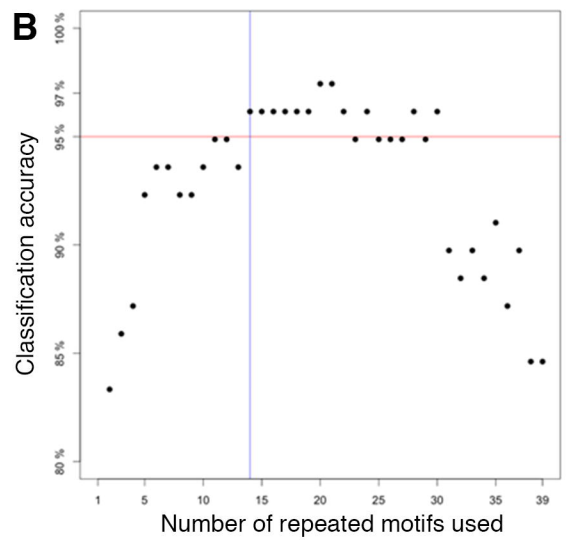 B
100 %
97 %
95 %
90 %
85 %
80 %
Classification accuracy
1 5 10 15 20 25 30 35 39
Number of repeated motifs used